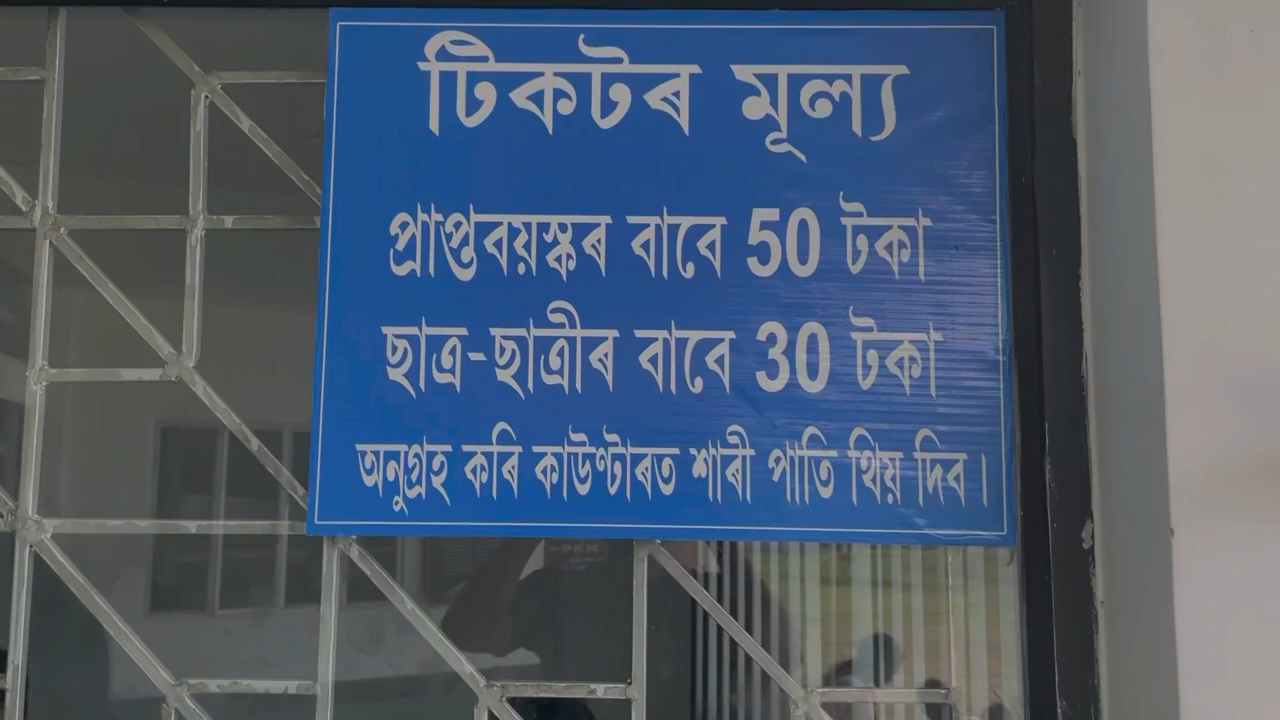 টিকটৰ মূল্য
প্ৰাপ্তবয়স্কৰ বাবে 50 টকা
ছাত্ৰ-ছাত্ৰীৰ বাবে 30 টকা
অনুগ্ৰহ কৰি কাউণ্টাৰত শাৰী পাতি থিয় দিব।